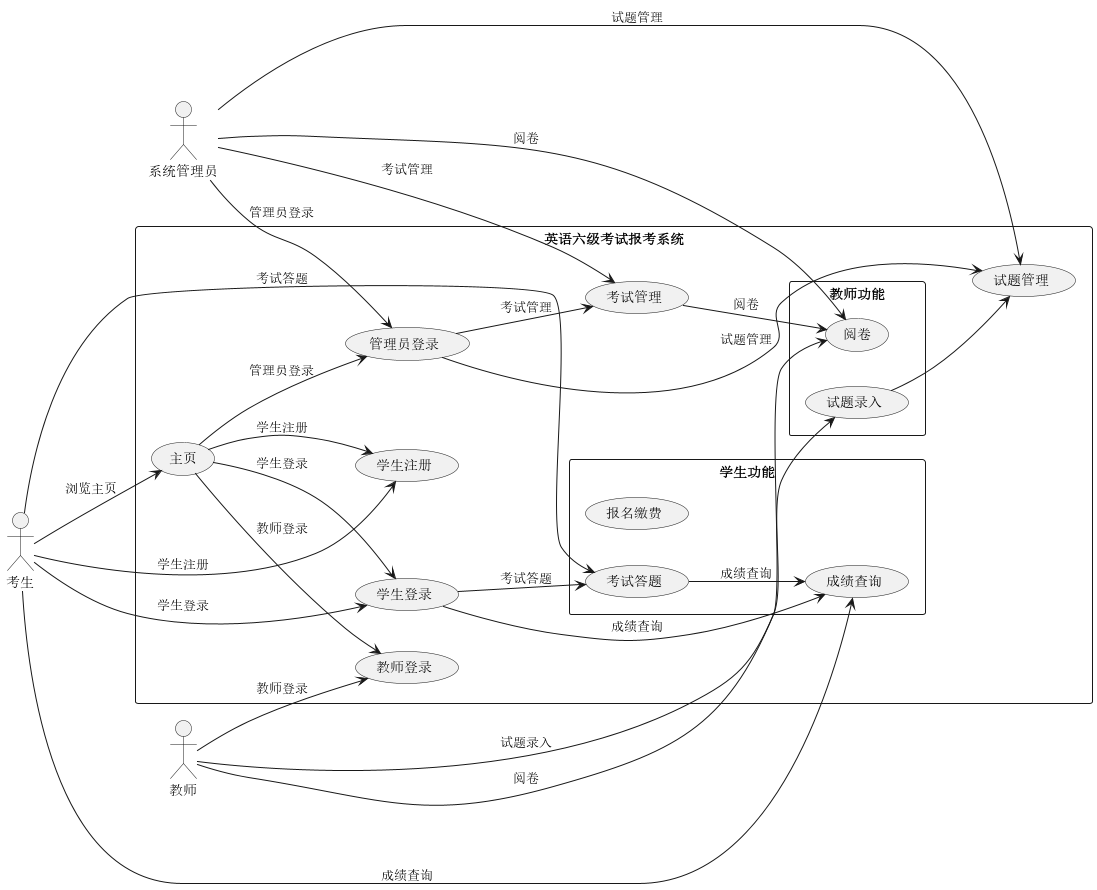 试题管理
阅卷
考试管理
系统管理员
管理员登录
英语六级考试报考系统
考试答题
试题管理
教师功能
考试管理
阅卷
考试管理
阅卷
试题管理
管理员登录
管理员登录
试题录入
学生注册
主页
学生登录
学生注册
学生功能
浏览主页
报名缴费
教师登录
学生注册
考试答题
成绩查询
成绩查询
考试答题
考生
学生登录
学生登录
成绩查询
教师登录
教师登录
试题录入
阅卷
教师
成绩查询